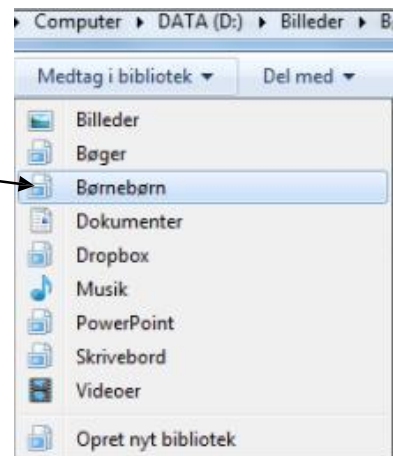 Computer ▸ DATA (D:) ▸ Billeder ▸ B
Medtag i bibliotek ▾ Del med ▾
Billeder
Bøger
Børnebørn
Dokumenter
Dropbox
Musik
PowerPoint
Skrivebord
Videoer
Opret nyt bibliotek